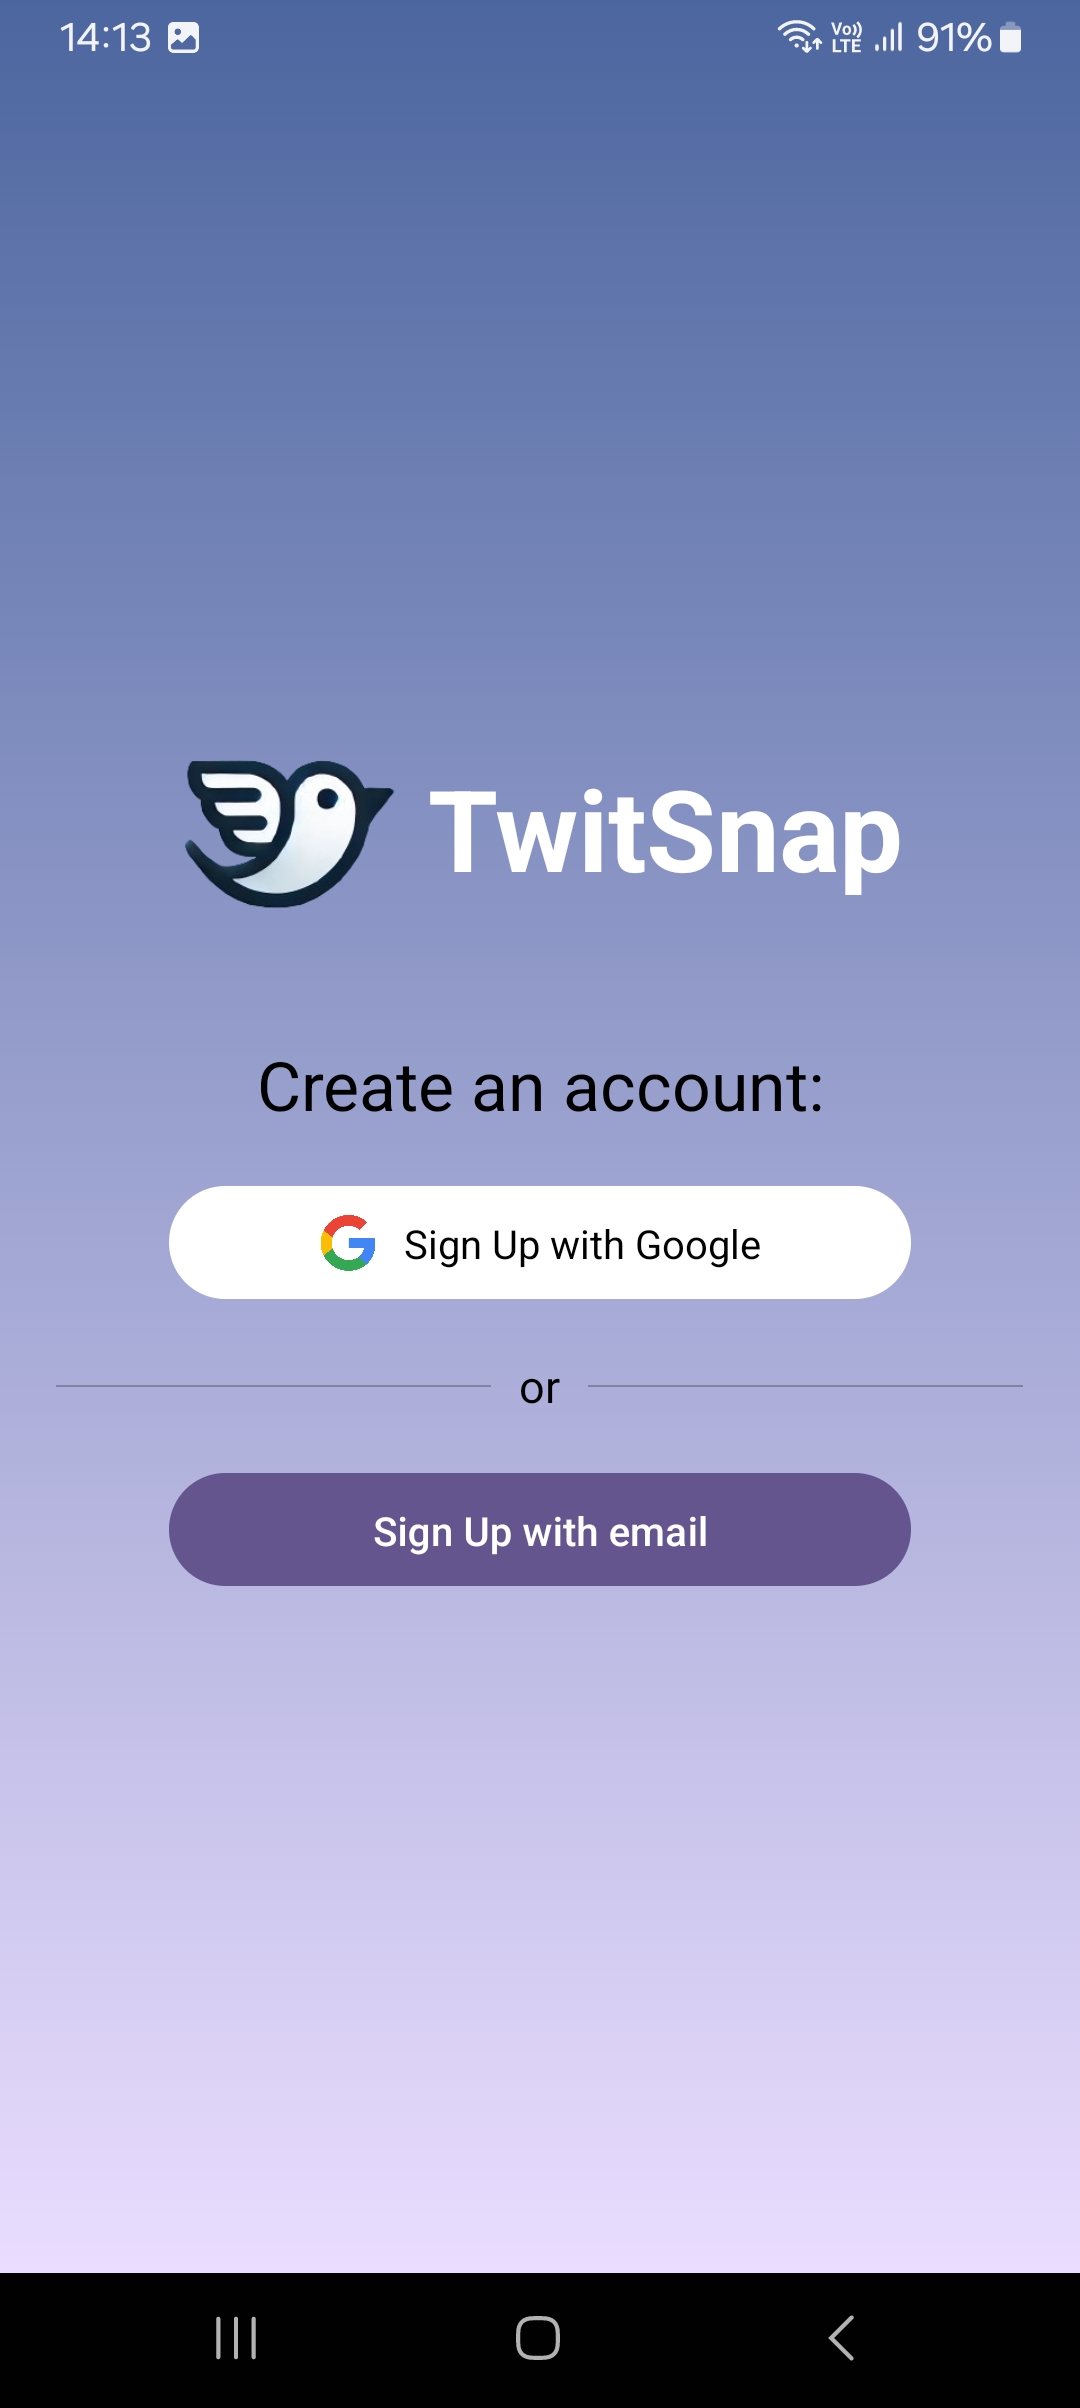 14:13
Vo)) LTE 91%
TwitSnap
Create an account:
Sign Up with Google
or
Sign Up with email